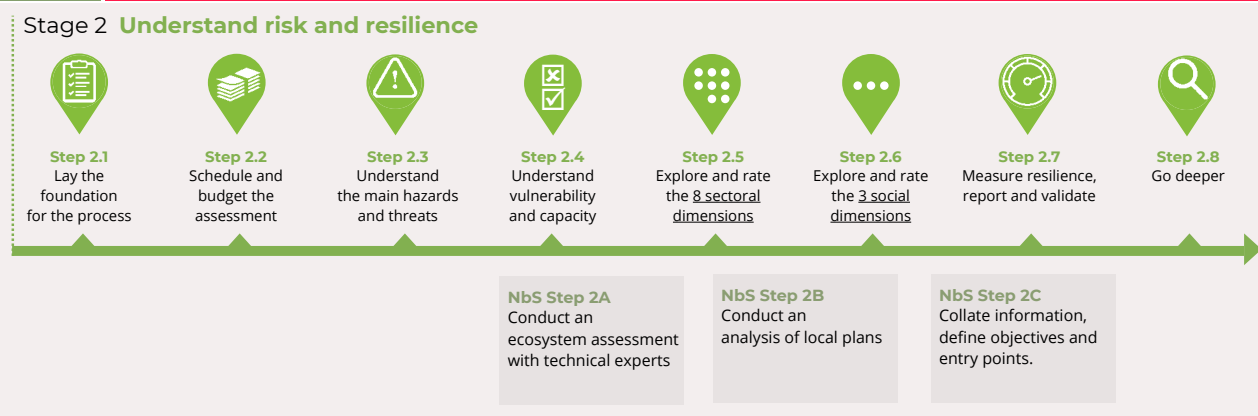 Stage 2 Understand risk and resilience
Step 2.1
Lay the
foundation
for the process
Step 2.2
Schedule and
budget the
assessment
Step 2.3
Understand
the main hazards
and threats
Step 2.4
Understand
vulnerability
and capacity
Step 2.5
Explore and rate
the 8 sectoral
dimensions
Step 2.6
Explore and rate
the 3 social
dimensions
Step 2.7
Measure resilience,
report and validate
Step 2.8
Go deeper
NbS Step 2A
Conduct an
ecosystem assessment
with technical experts
NbS Step 2B
Conduct an
analysis of local plans
NbS Step 2C
Collate information,
define objectives and
entry points.